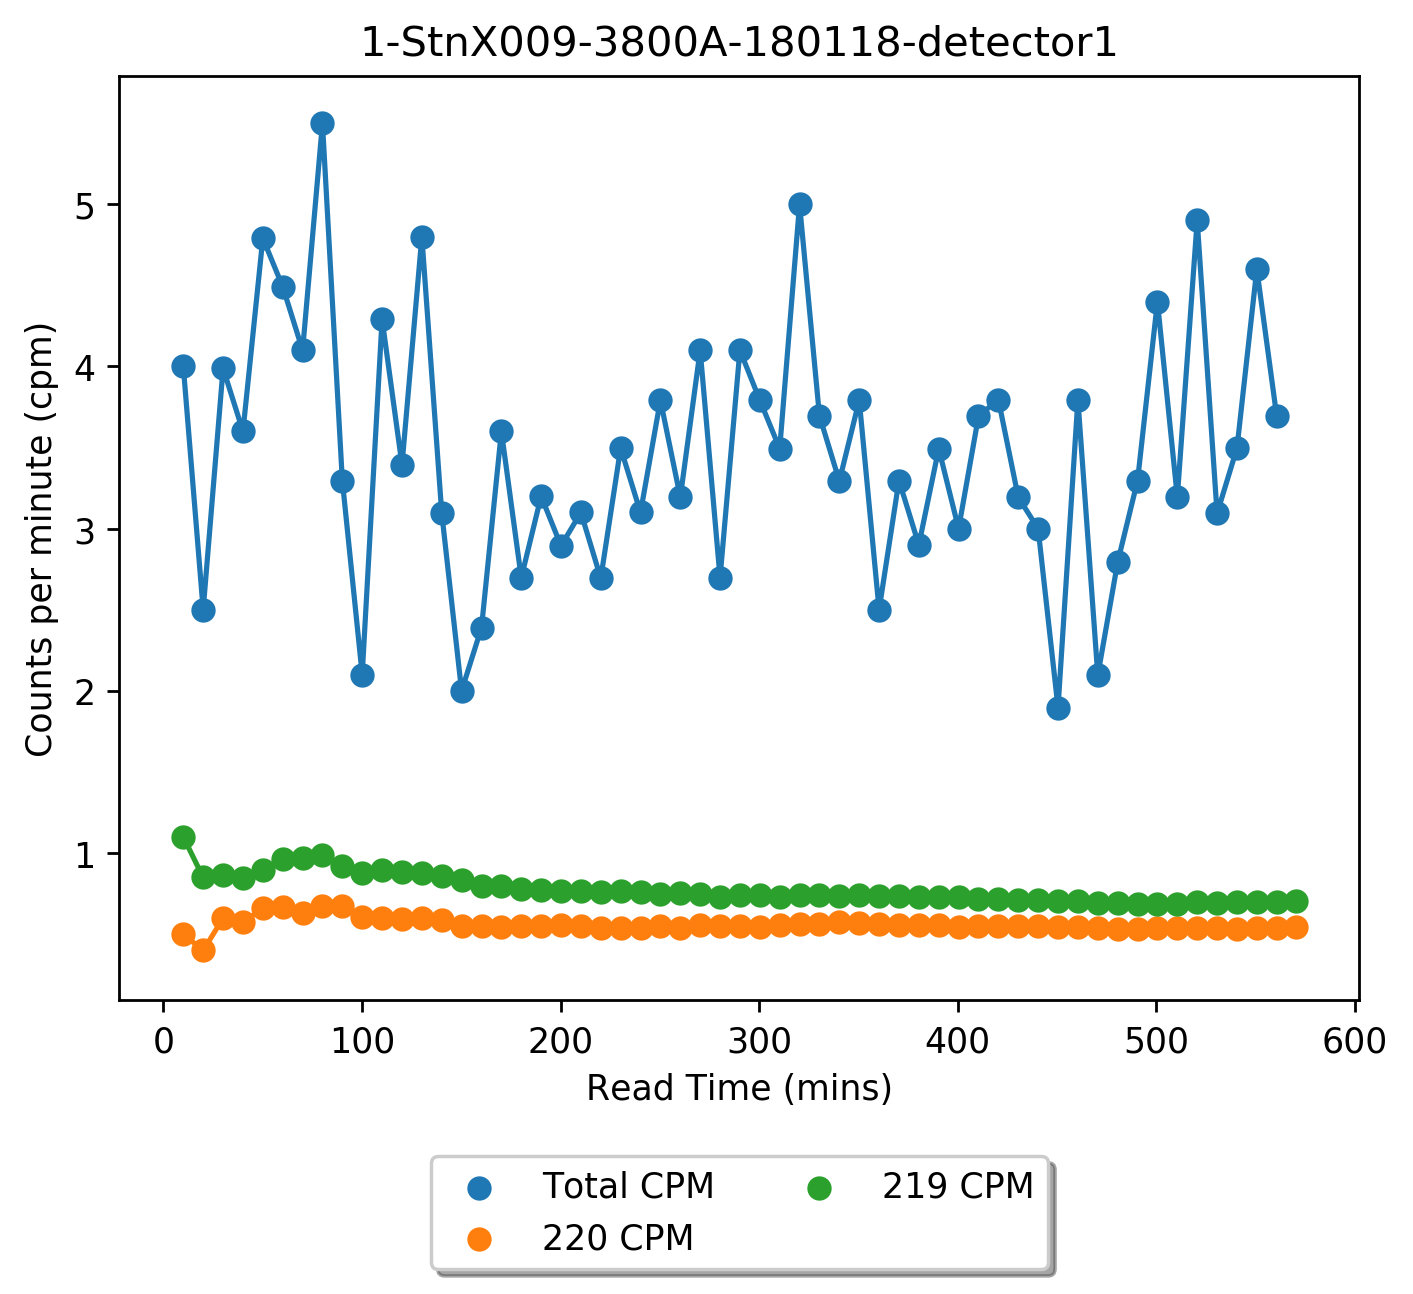 1-StnX009-3800A-180118-detector1
Counts per minute (cpm)
5
4
3
2
1
0 100 200 300 400 500 600
Read Time (mins)
Total CPM 219 CPM
220 CPM